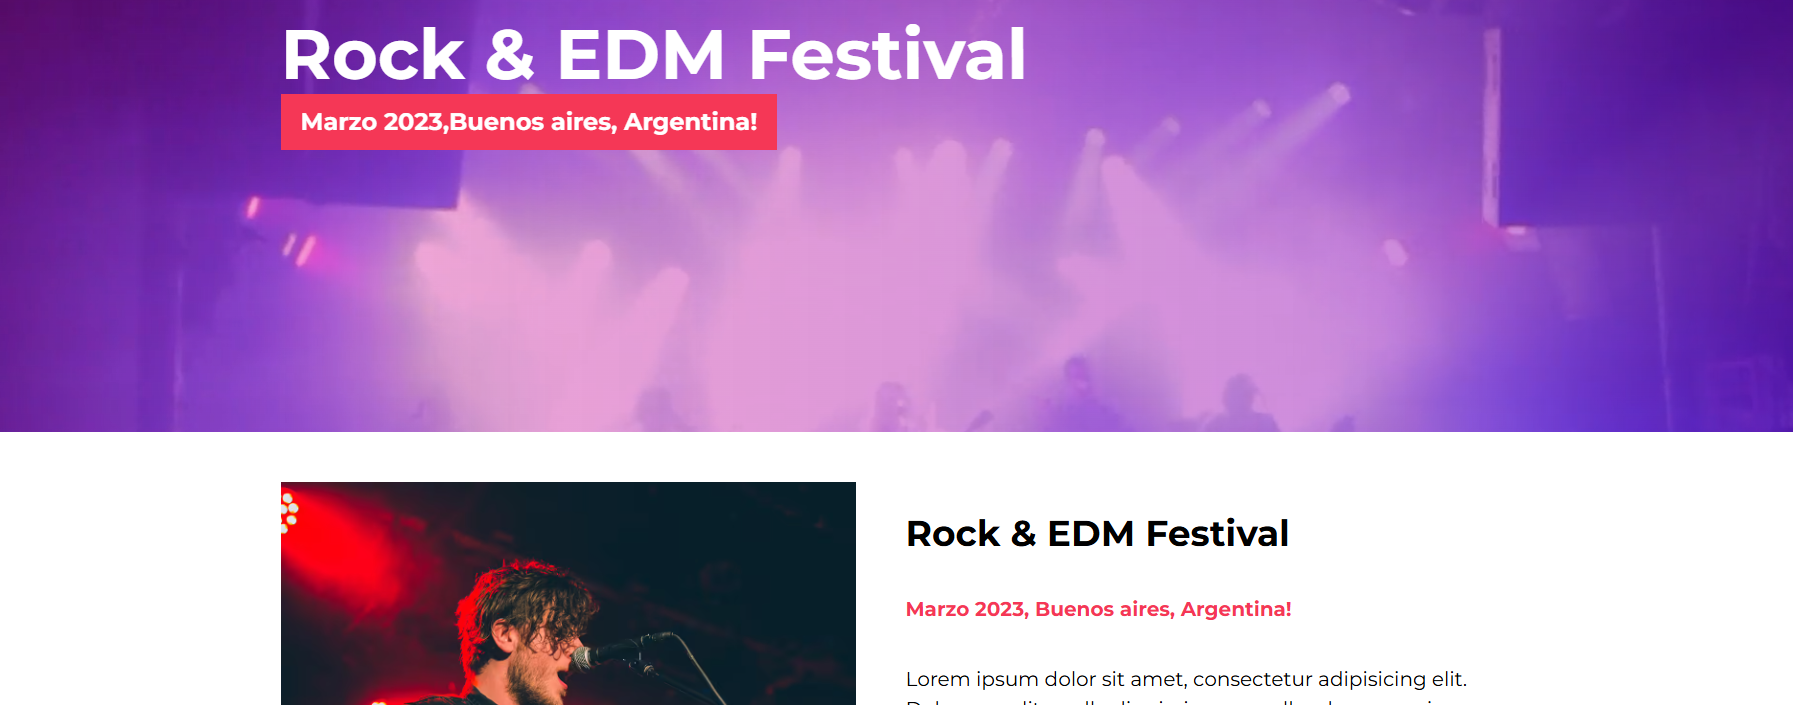 Rock & EDM Festival
Marzo 2023,Buenos aires, Argentina!
Rock & EDM Festival
Marzo 2023, Buenos aires, Argentina!
Lorem ipsum dolor sit amet, consectetur adipisicing elit.